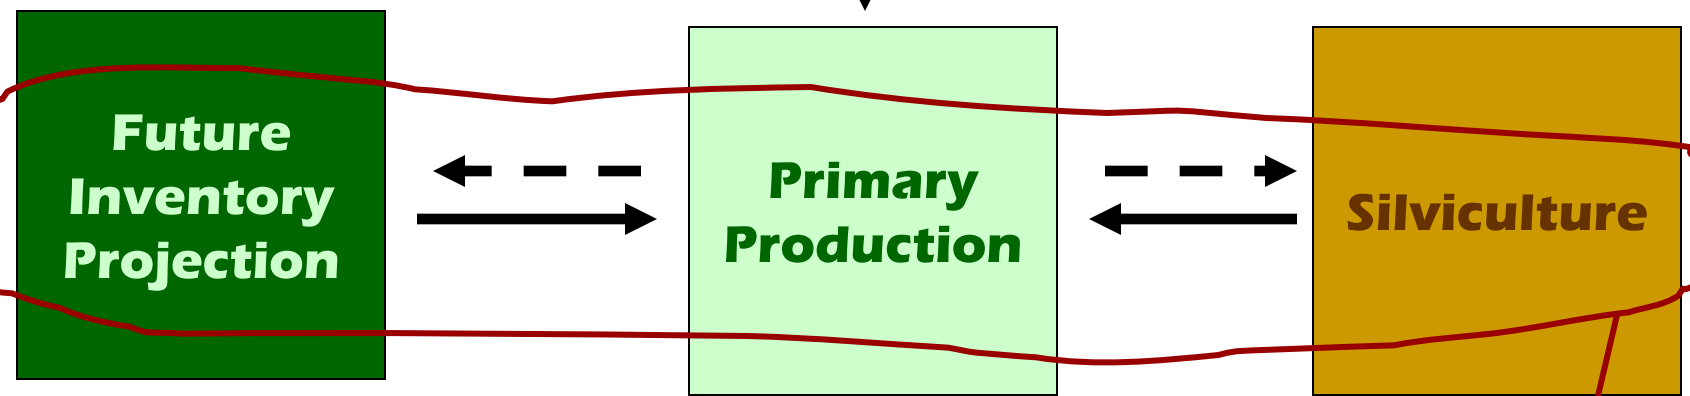 Future
Inventory
Projection
Primary
Production
Silviculture